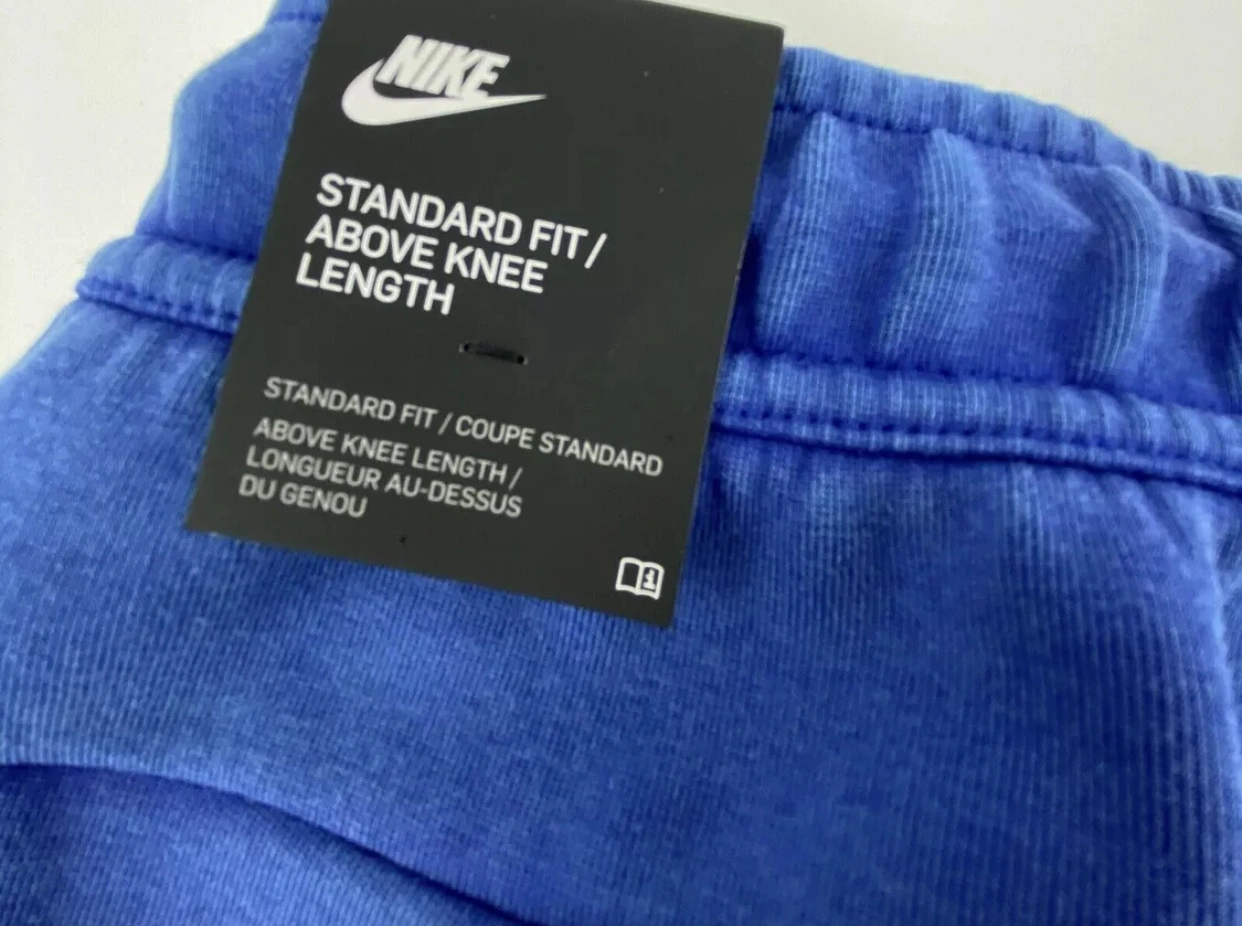 NIKE
STANDARD FIT/
ABOVE KNEE
LENGTH
STANDARD FIT / COUPE STANDARD
ABOVE KNEE LENGTH /
LONGUEUR AU-DESSUS
DU GENOU